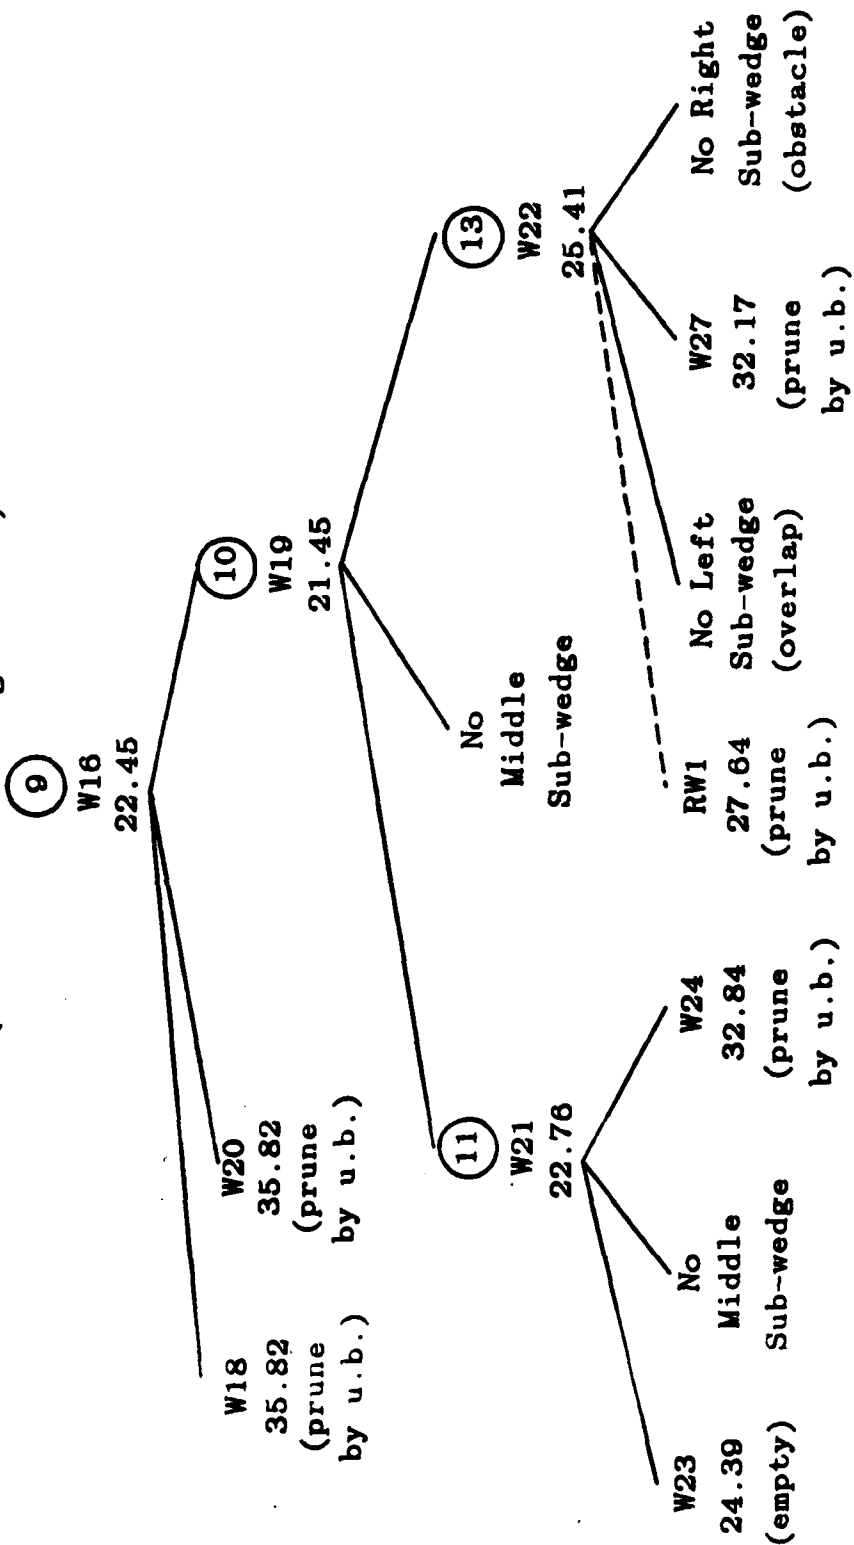 9
W16
22.45
W18
35.82
(prune
by u.b.)
W20
35.82
(prune
by u.b.)
10
W19
21.45
11
W21
22.76
No
Middle
Sub-wedge
13
W22
25.41
W23
24.39
(empty)
No
Middle
Sub-wedge
W24
32.84
(prune
by u.b.)
RW1
27.64
(prune
by u.b.)
No Left
Sub-wedge
(overlap)
W27
32.17
(prune
by u.b.)
No Right
Sub-wedge
(obstacle)